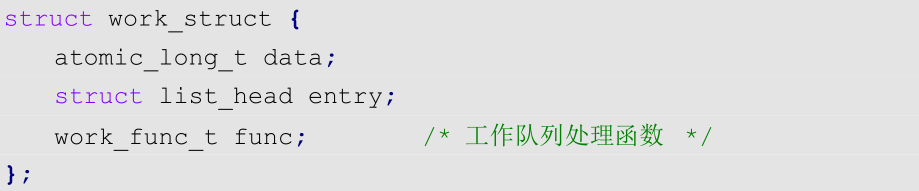 struct work_struct {
    atomic_long_t data;
    struct list_head entry;
    work_func_t func;        /* 工作队列处理函数 */
};